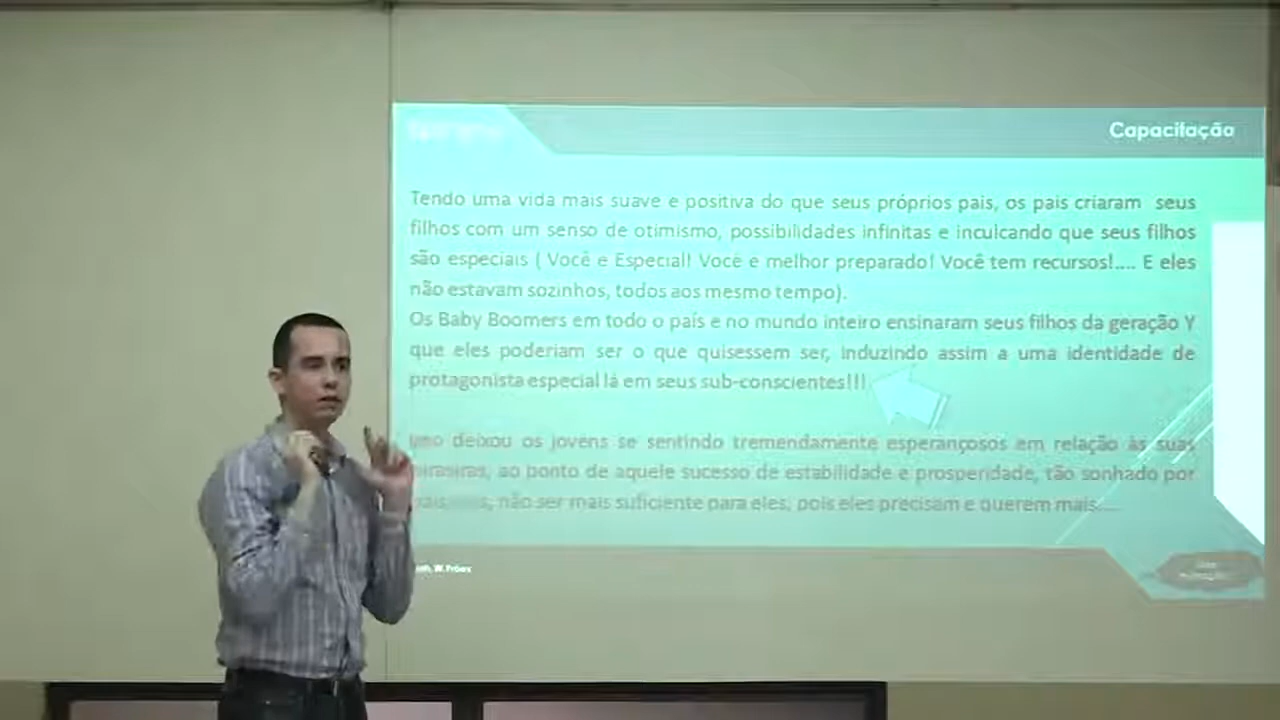 Capacitação
Tendo uma vida mais suave e positiva do que seus próprios pais, os pais criaram seus
filhos com um senso de otimismo, possibilidades infinitas e inculcando que seus filhos
são especiais ( Você e Especial! Você e melhor preparado! Você tem recursos!.... E eles
não estavam sozinhos, todos aos mesmo tempo).
Os Baby Boomers em todo o país e no mundo inteiro ensinaram seus filhos da geração Y
que eles poderiam ser o que quisessem ser, induzindo assim a uma identidade de
protagonista especial lá em seus sub-conscientes!!!
deixou os jovens se sentindo tremendamente esperançosos em relação às suas
ao ponto de aquele sucesso de estabilidade e prosperidade, tão sonhado por
não ser mais suficiente para eles, pois eles precisam e querem mais....
W. Fróes